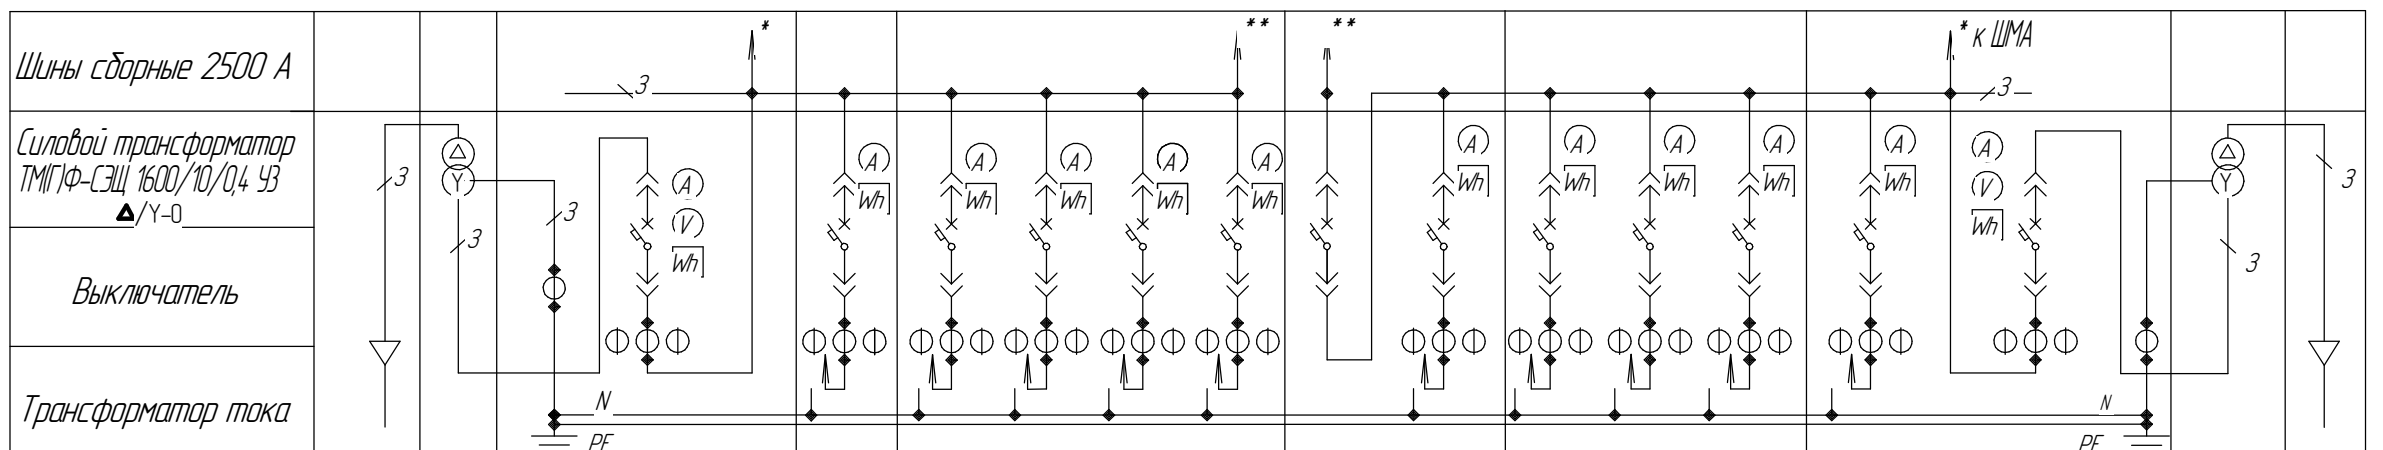 Шины сборные 2500 А
Силовой трансформатор
ТМ(Г)Ф-СЭЩ 1600/10/0,4 У3
Δ/Y-0
Выключатель
Трансформатор тока
*
**
**
* к ШМА
3
3
3
3
3
3
3
Δ
Y
Δ
Y
A
V
Wh
A
Wh
A
Wh
A
Wh
A
Wh
A
Wh
A
Wh
A
Wh
A
Wh
A
Wh
A
Wh
A
V
Wh
N
N
PE
PE